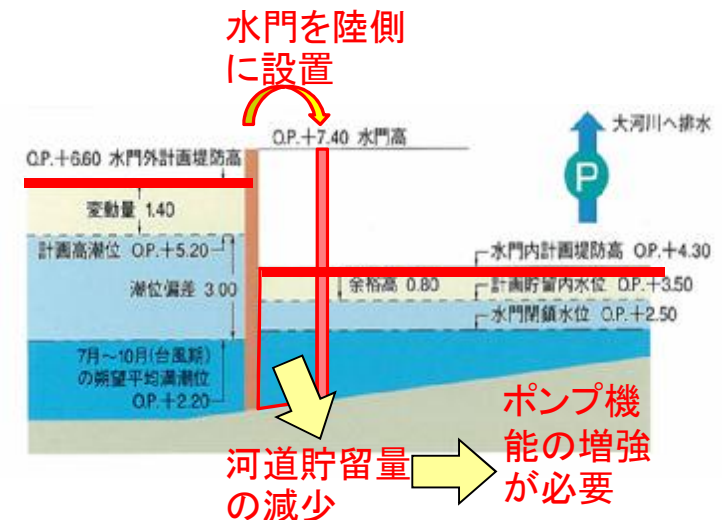 水門を陸側
に設置
O.P.+7.40 水門高
大河川へ排水
O.P.+6.60 水門外計画堤防高
P
変動量 1.40
計画高潮位 O.P.+5.20
水門内計画堤防高 O.P.+4.30
潮位偏差 3.00
余裕高 0.80
計画貯留内水位 O.P.+3.50
水門閉鎖水位 O.P.+2.50
7月~10月(台風期)
の朔望平均満潮位
O.P.+2.20
河道貯留量
の減少
ポンプ機
能の増強
が必要